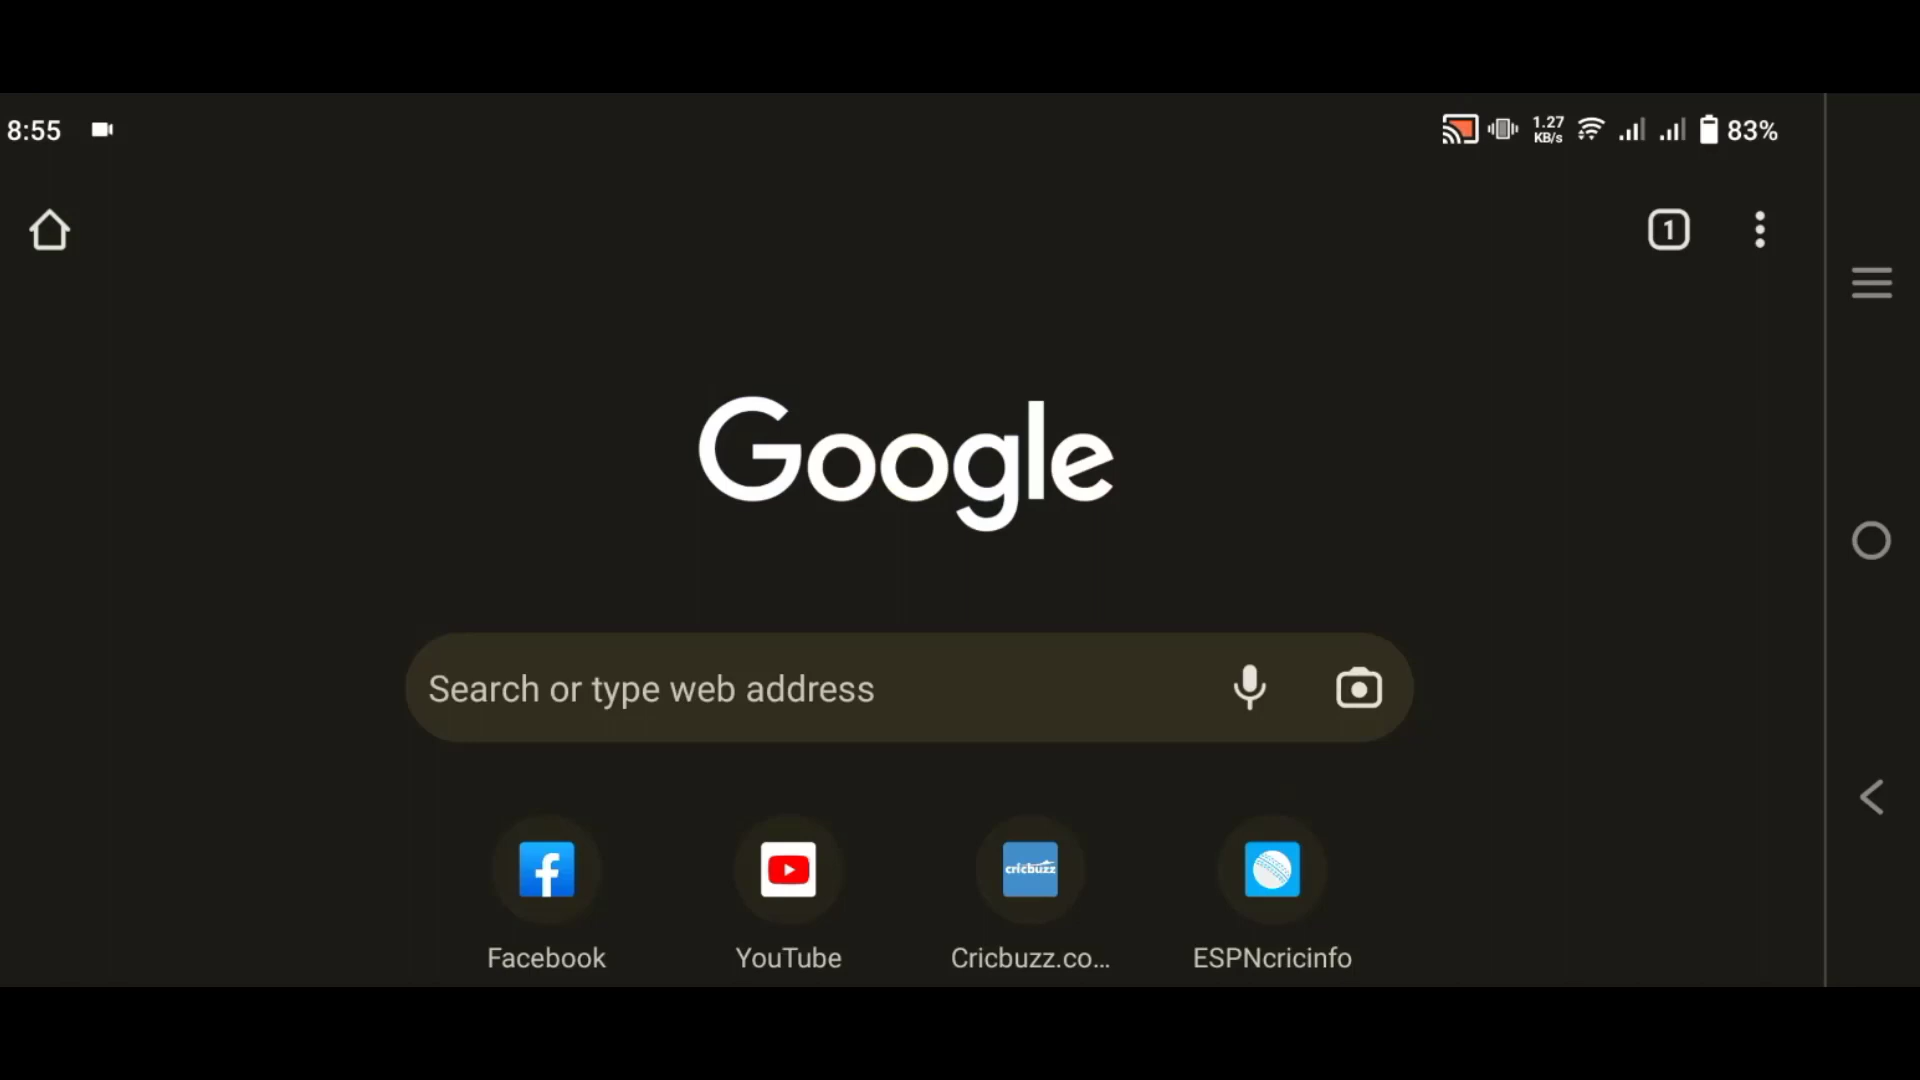 8:55
1.27
KB/s
83%
1
Google
Search or type web address
cricbuzz
Facebook
YouTube
Cricbuzz.co...
ESPNcricinfo